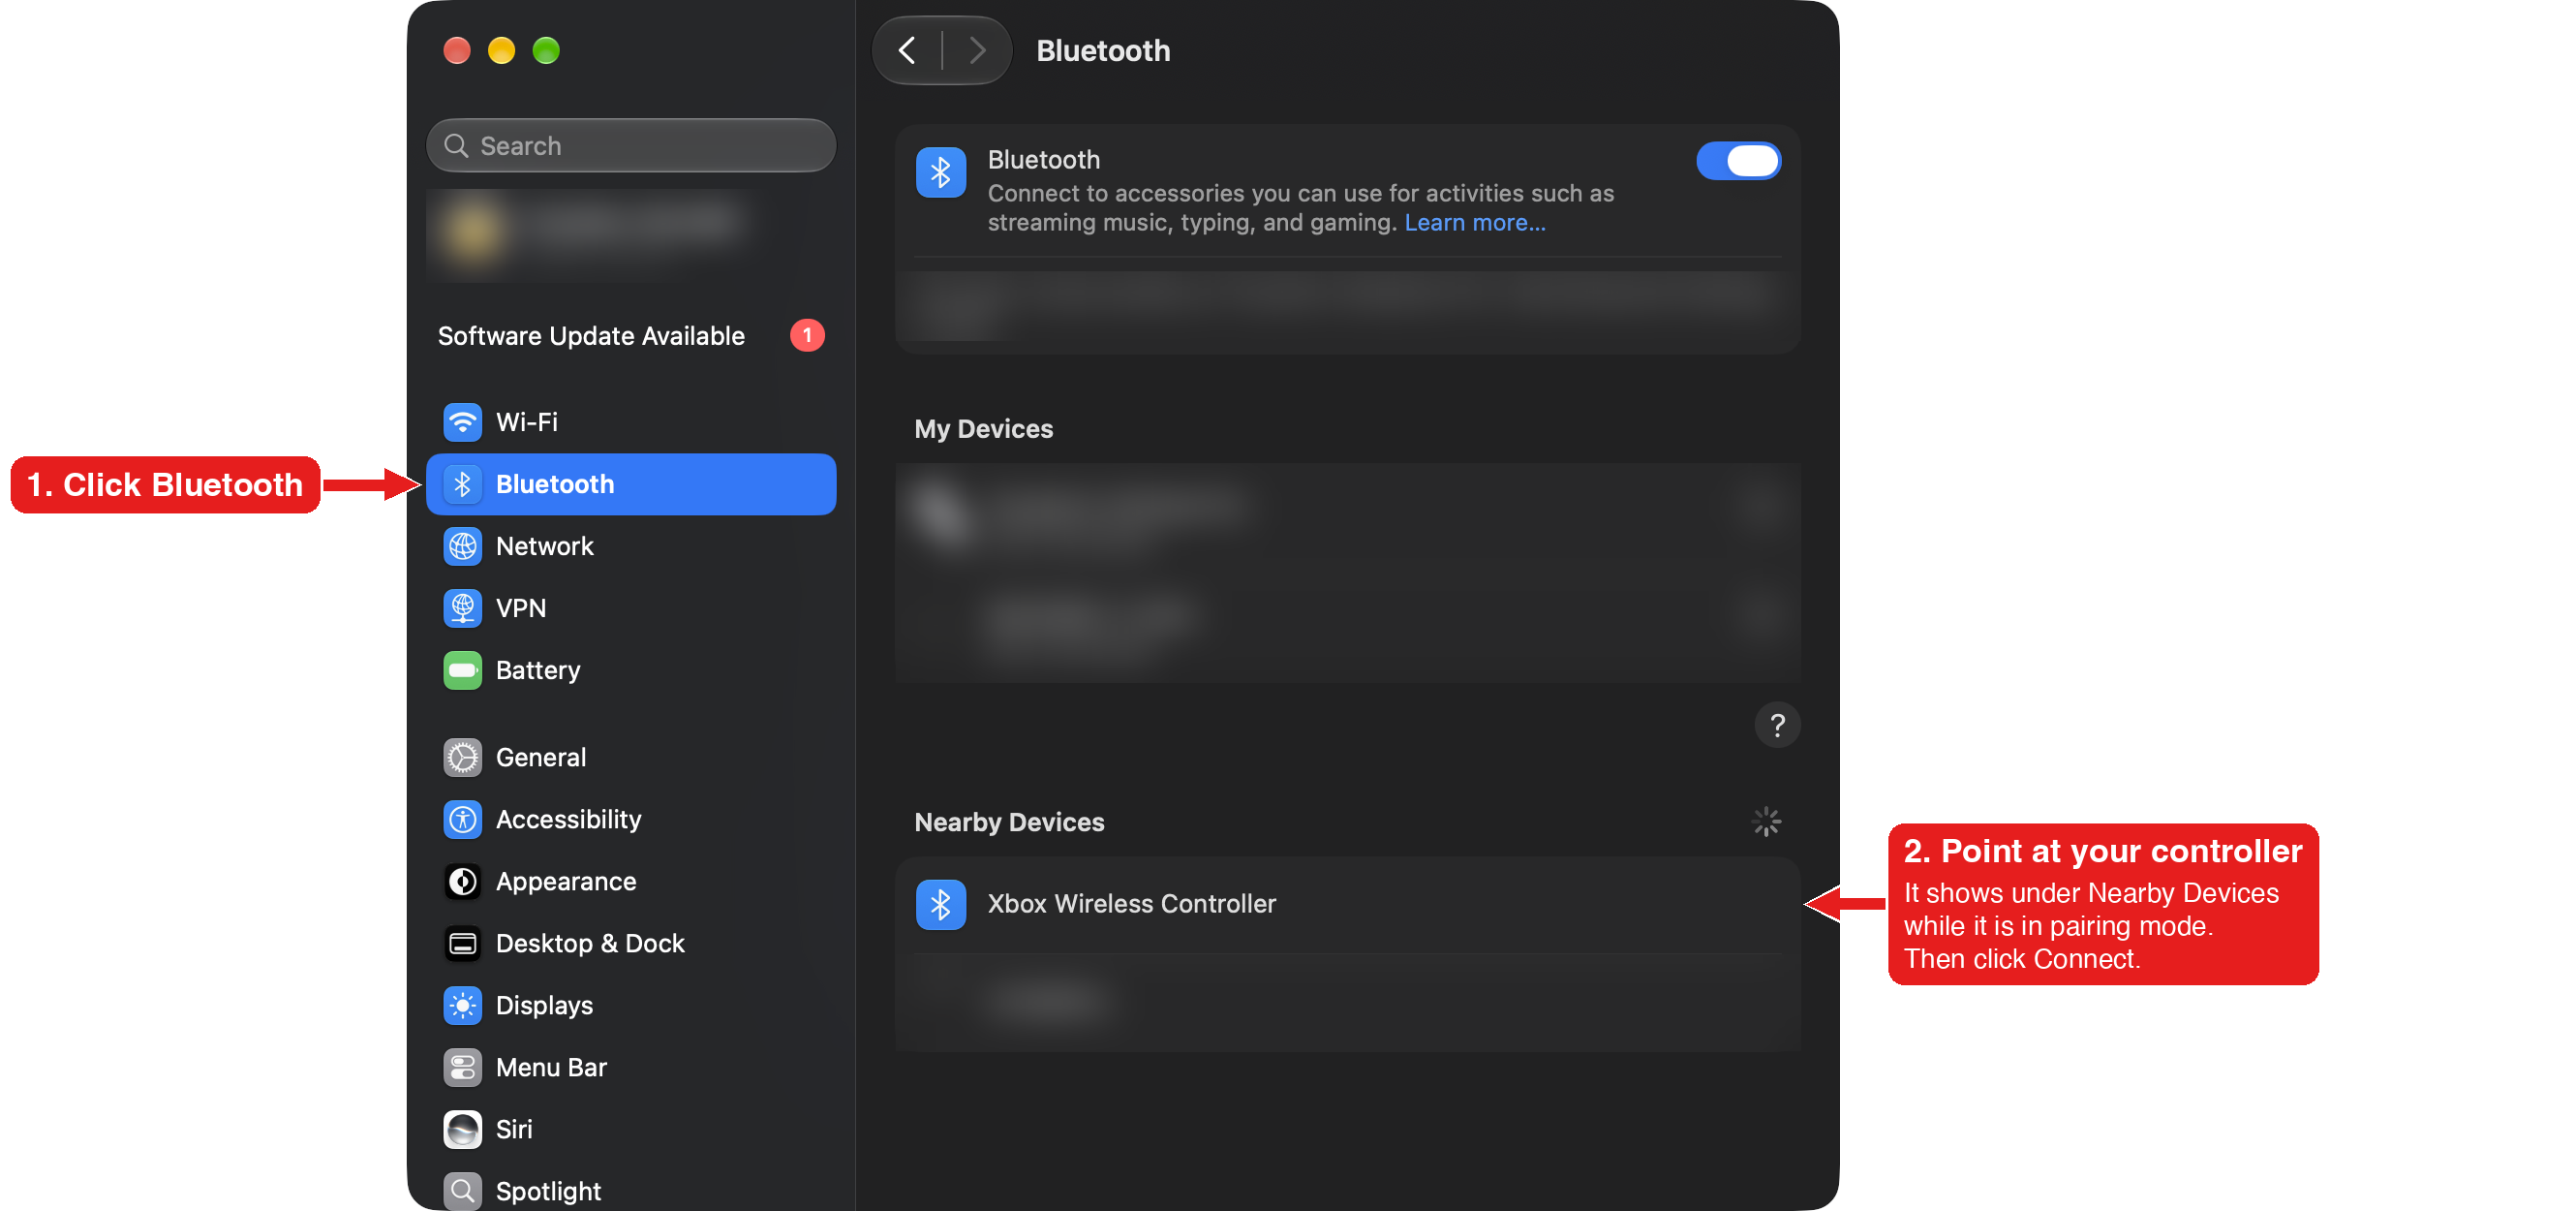 Bluetooth
Search
Software Update Available 1
Wi-Fi
Bluetooth
Network
VPN
Battery
General
Accessibility
Appearance
Desktop & Dock
Displays
Menu Bar
Siri
Spotlight
1. Click Bluetooth
Bluetooth
Connect to accessories you can use for activities such as
streaming music, typing, and gaming. Learn more...
My Devices
?
Nearby Devices
Xbox Wireless Controller
2. Point at your controller
It shows under Nearby Devices
while it is in pairing mode.
Then click Connect.